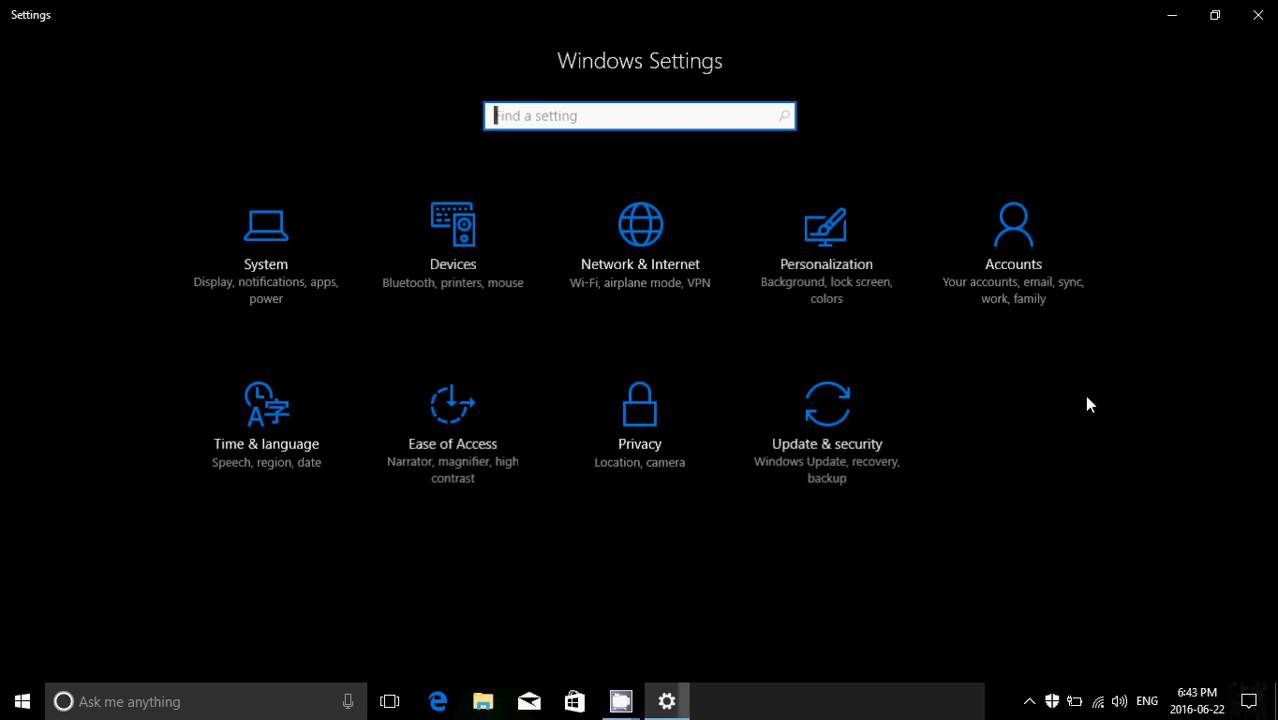 Settings
Windows Settings
Find a setting
System
Display, notifications, apps,
power
Devices
Bluetooth, printers, mouse
Network & Internet
Wi-Fi, airplane mode, VPN
Personalization
Background, lock screen,
colors
Accounts
Your accounts, email, sync,
work, family
A字
Time & language
Speech, region, date
Ease of Access
Narrator, magnifier, high
contrast
Privacy
Location, camera
Update & security
Windows Update, recovery,
backup
Ask me anything
ENG
6:43 PM
2016-06-22